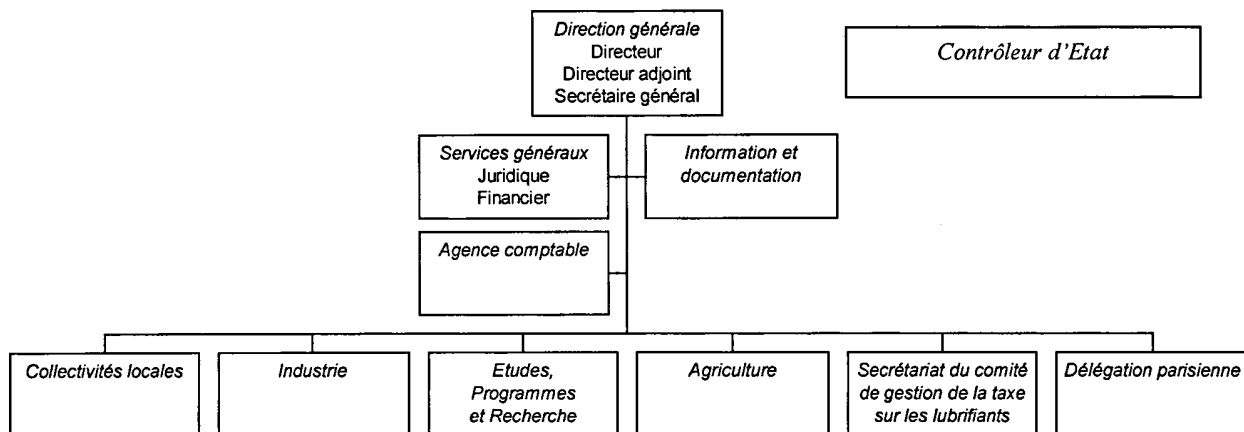 Direction générale
Directeur
Directeur adjoint
Secrétaire général
Contrôleur d'Etat
Services généraux
Juridique
Financier
Information et
documentation
Agence comptable
Collectivités locales
Industrie
Etudes,
Programmes
et Recherche
Agriculture
Secrétariat du comité
de gestion de la taxe
sur les lubrifiants
Délégation parisienne